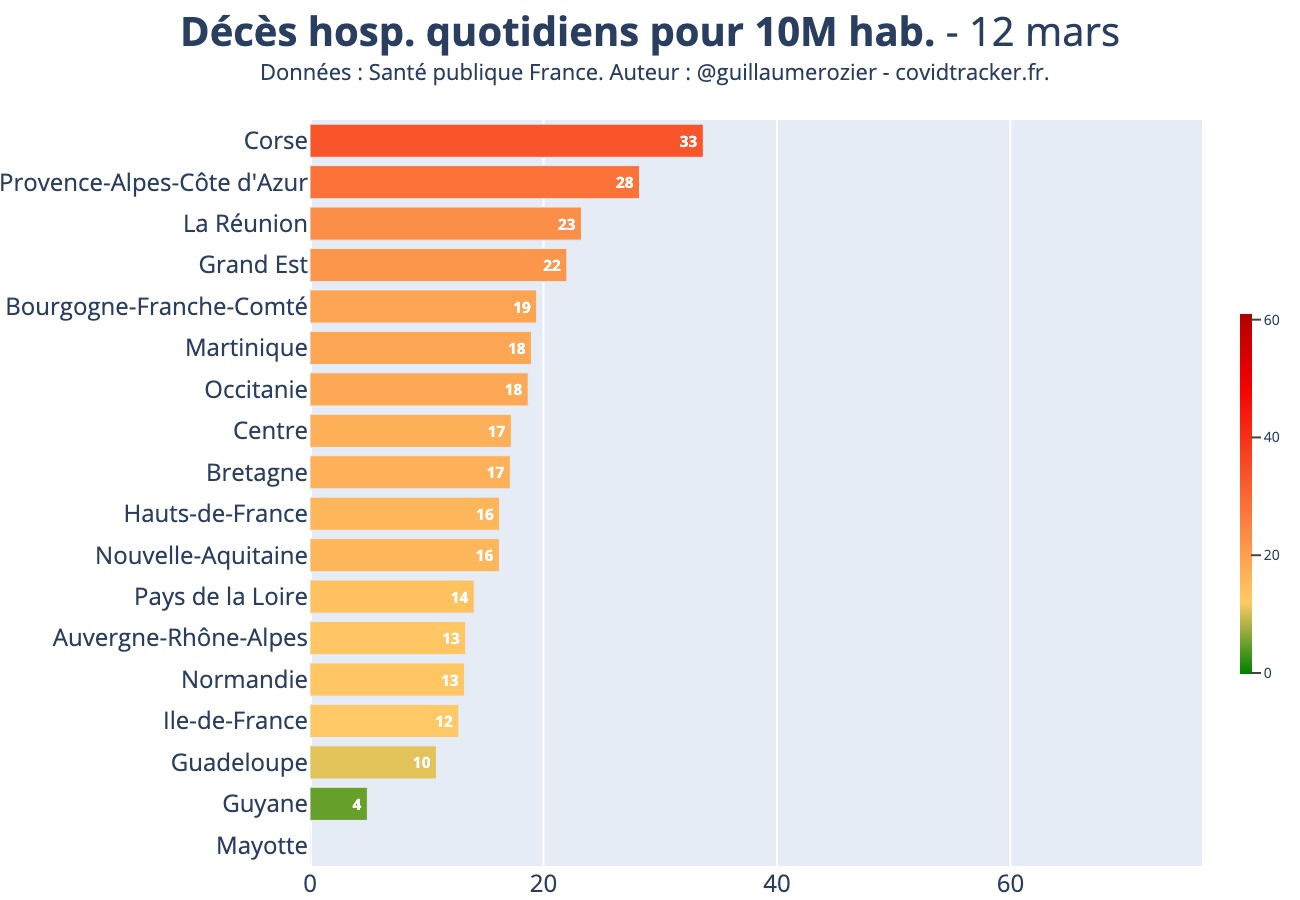 Décès hosp. quotidiens pour 10M hab. - 12 mars
Données : Santé publique France. Auteur : @guillaumerozier - covidtracker.fr.
Corse 33
Provence-Alpes-Côte d'Azur 28
La Réunion 23
Grand Est 22
Bourgogne-Franche-Comté 19
Martinique 18
Occitanie 18
Centre 17
Bretagne 17
Hauts-de-France 16
Nouvelle-Aquitaine 16
Pays de la Loire 14
Auvergne-Rhône-Alpes 13
Normandie 13
Ile-de-France 12
Guadeloupe 10
Guyane 4
Mayotte
0 20 40 60
60
40
20
0